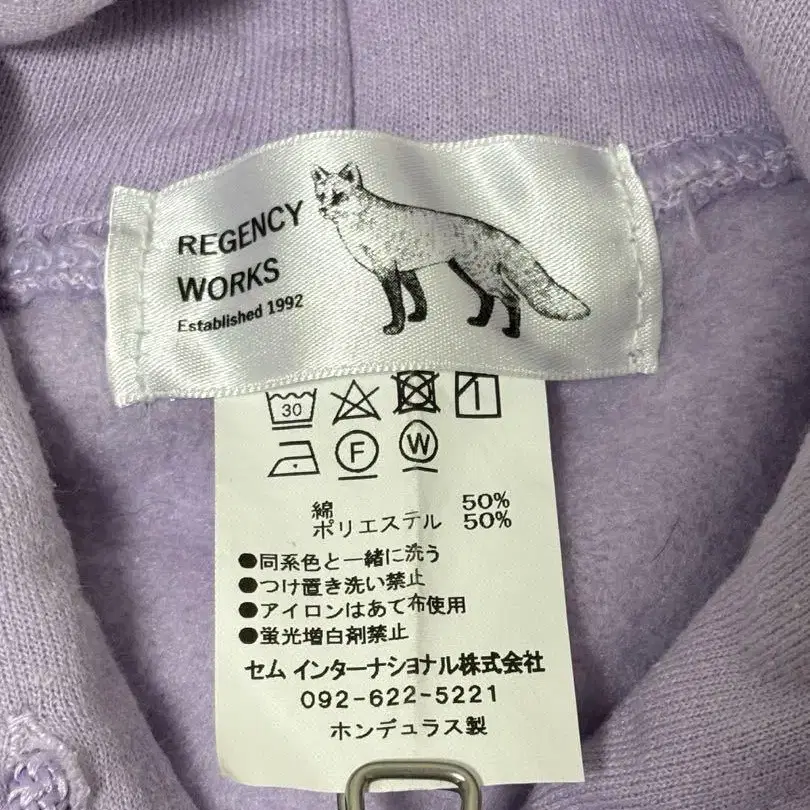 REGENCY
WORKS
Established 1992
30
F W
綿 50%
ポリエステル 50%
●同系色と一緒に洗う
●つけ置き洗い禁止
●アイロンはあて布使用
●蛍光増白剤禁止
セム インターナショナル株式会社
092-622-5221
ホンデュラス製